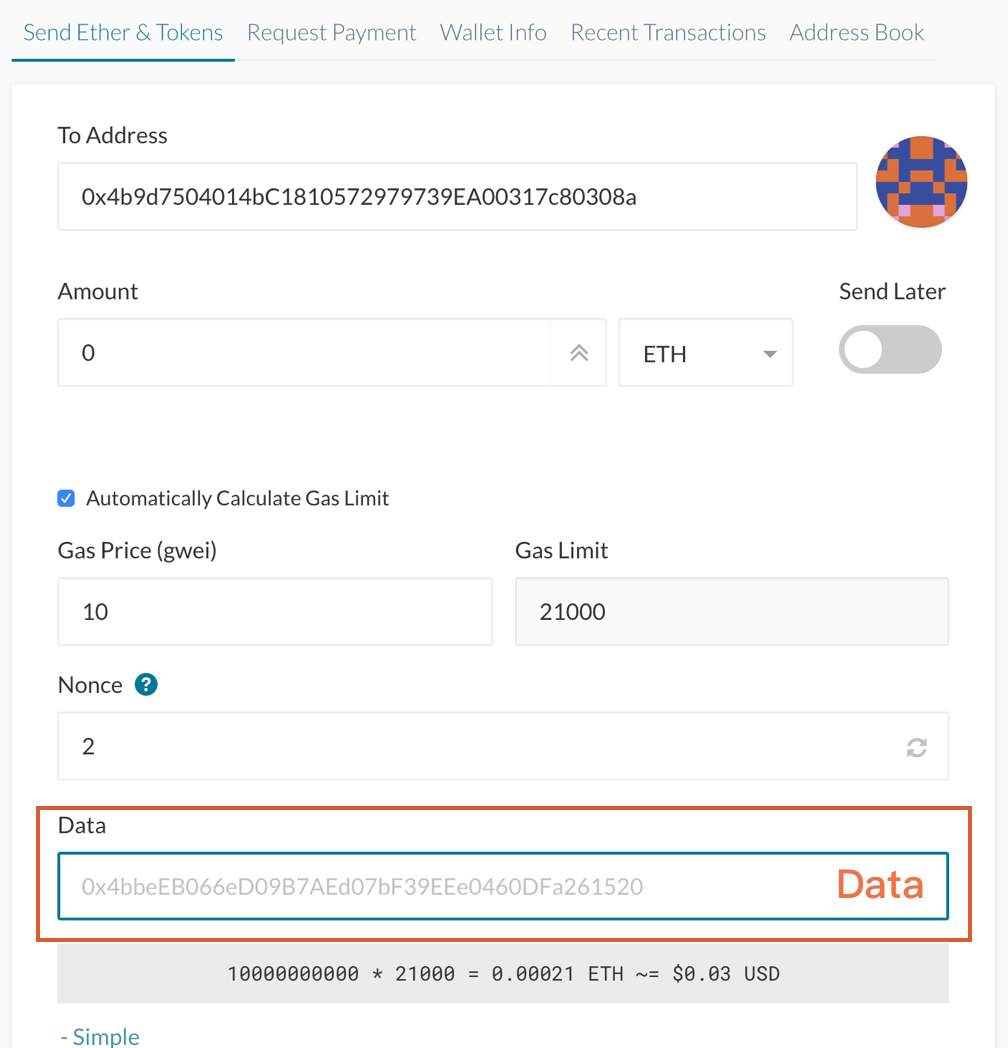 Send Ether & Tokens Request Payment Wallet Info Recent Transactions Address Book
To Address
0x4b9d7504014bC1810572979739EA00317c80308a
Amount Send Later
0 ETH
Automatically Calculate Gas Limit
Gas Price (gwei) Gas Limit
10 21000
Nonce ?
2
Data
0x4bbeEB066eD09B7AEd07bF39EEe0460DFa261520 Data
10000000000 * 21000 = 0.00021 ETH ~= $0.03 USD
- Simple